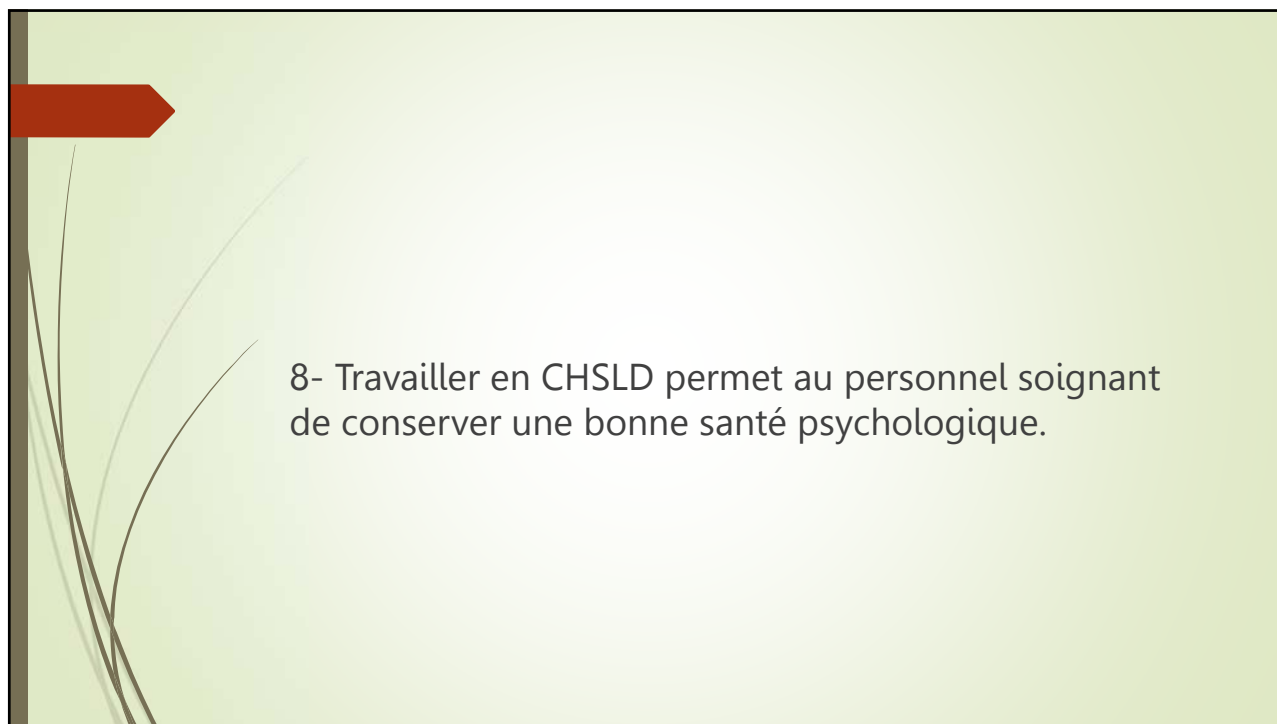 8- Travailler en CHSLD permet au personnel soignant
de conserver une bonne santé psychologique.